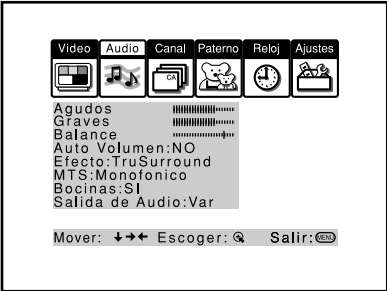 Video Audio Canal Paterno Reloj Ajustes
CA
Agudos
Graves
Balance
Auto Volumen:NO
Efecto:TruSurround
MTS:Monofonico
Bocinas:SI
Salida de Audio:Var
Mover: ↓→← Escoger: Salir: MENU